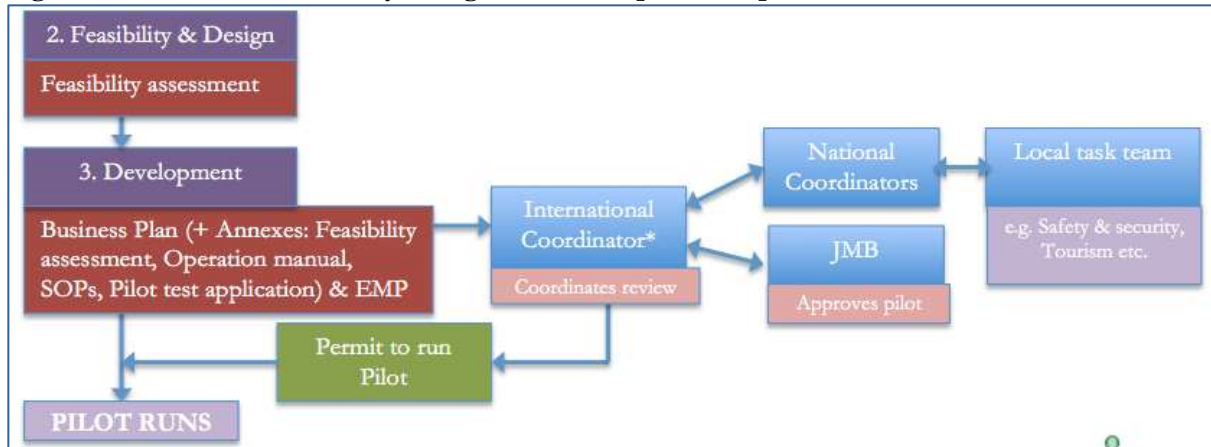 2. Feasibility & Design
Feasibility assessment
3. Development
Business Plan (+ Annexes: Feasibility
assessment, Operation manual,
SOPs, Pilot test application) & EMP
International
Coordinator*
Coordinates review
National
Coordinators
Local task team
e.g. Safety & security,
Tourism etc.
JMB
Approves pilot
Permit to run
Pilot
PILOT RUNS